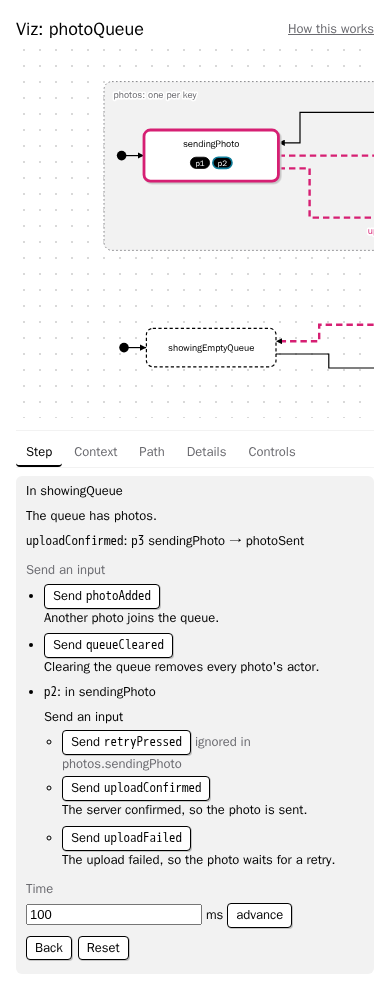 Viz: photoQueue
How this works
photos: one per key
sendingPhoto
p1 p2
showingEmptyQueue
Step Context Path Details Controls
In showingQueue
The queue has photos.
uploadConfirmed: p3 sendingPhoto → photoSent
Send an input
• Send photoAdded
Another photo joins the queue.
• Send queueCleared
Clearing the queue removes every photo's actor.
• p2: in sendingPhoto
Send an input
◦ Send retryPressed ignored in
photos.sendingPhoto
◦ Send uploadConfirmed
The server confirmed, so the photo is sent.
◦ Send uploadFailed
The upload failed, so the photo waits for a retry.
Time
100 ms advance
Back Reset